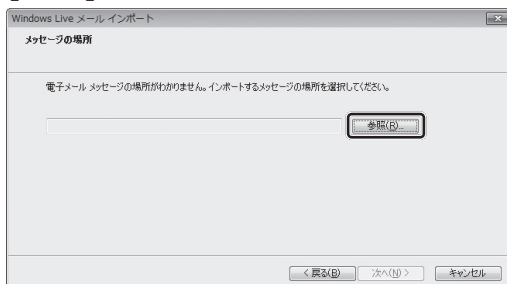 Windows Live メール インポート
メッセージの場所
電子メール メッセージの場所がわかりません。インポートするメッセージの場所を選択してください。
参照(R)...
< 戻る(B)
次へ(N) >
キャンセル